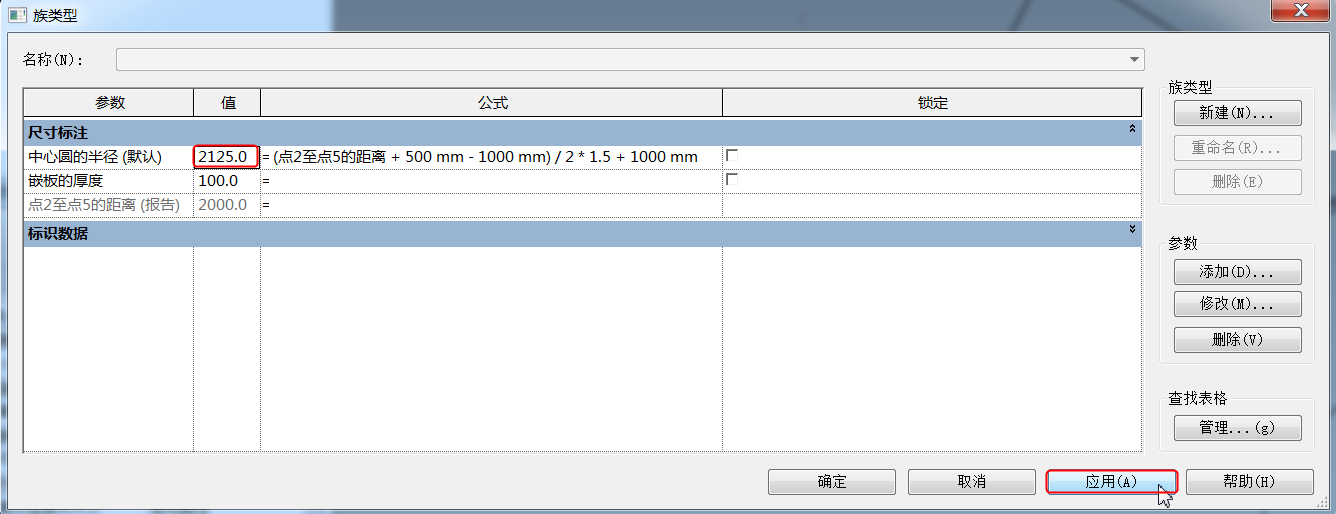 族类型
名称(N):
参数 值 公式 锁定
尺寸标注
中心圆的半径 (默认) 2125.0 = (点2至点5的距离 + 500 mm - 1000 mm) / 2 * 1.5 + 1000 mm
嵌板的厚度 100.0 =
点2至点5的距离 (报告) 2000.0 =
标识数据
族类型
新建(N)...
重命名(R)...
删除(E)
参数
添加(D)...
修改(M)...
删除(V)
查找表格
管理...(g)
确定 取消 应用(A) 帮助(H)